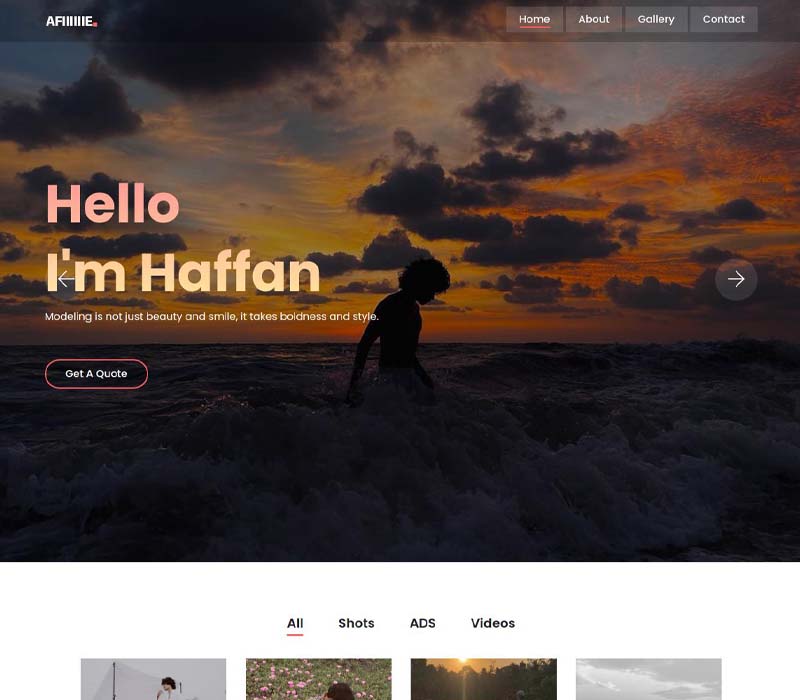 AFIIIIIIE.
Home
About
Gallery
Contact
Hello
I'm Haffan
Modeling is not just beauty and smile, it takes boldness and style.
Get A Quote
All
Shots
ADS
Videos